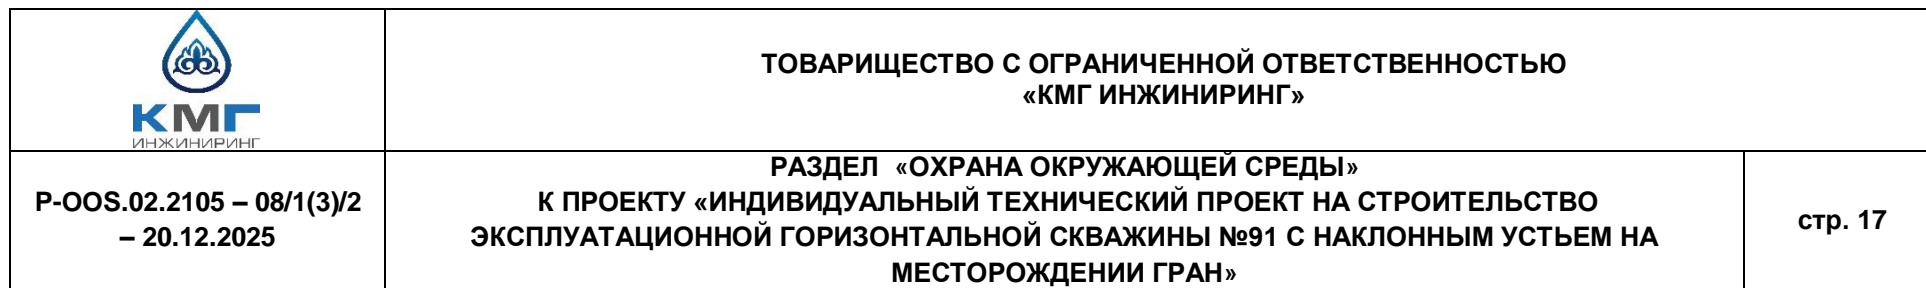 КМГ
ИНЖИНИРИНГ
ТОВАРИЩЕСТВО С ОГРАНИЧЕННОЙ ОТВЕТСТВЕННОСТЬЮ
«КМГ ИНЖИНИРИНГ»
P-OOS.02.2105 – 08/1(3)/2
– 20.12.2025
РАЗДЕЛ «ОХРАНА ОКРУЖАЮЩЕЙ СРЕДЫ»
К ПРОЕКТУ «ИНДИВИДУАЛЬНЫЙ ТЕХНИЧЕСКИЙ ПРОЕКТ НА СТРОИТЕЛЬСТВО
ЭКСПЛУАТАЦИОННОЙ ГОРИЗОНТАЛЬНОЙ СКВАЖИНЫ №91 С НАКЛОННЫМ УСТЬЕМ НА
МЕСТОРОЖДЕНИИ ГРАН»
стр. 17